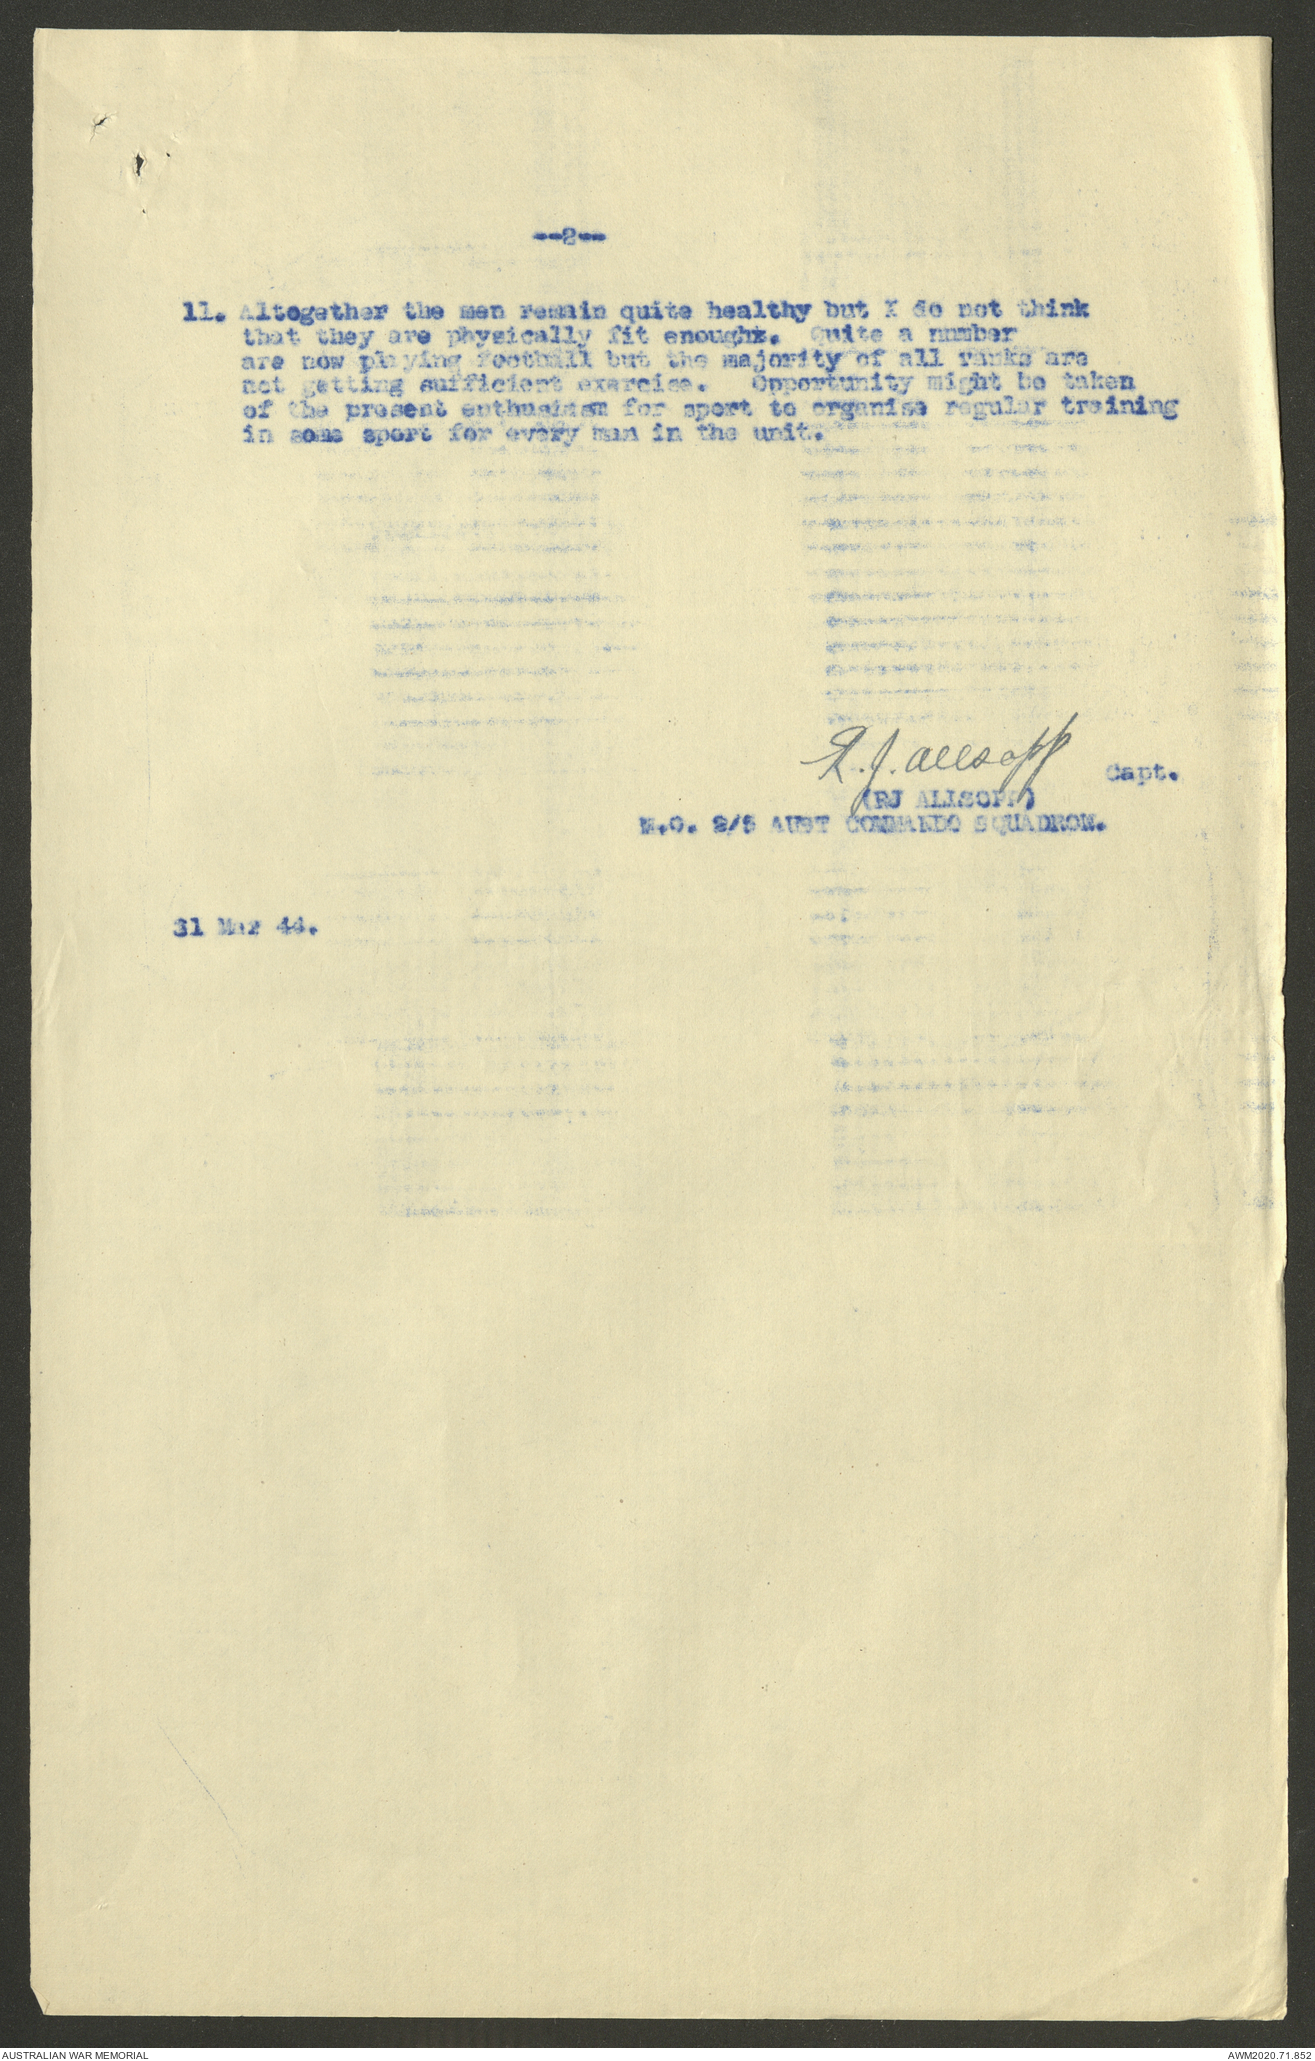 --2--
11. Altogether the men remain quite healthy but I do not think
that they are physically fit enoughx. Quite a number
are now playing football but the majority of all ranks are
not getting sufficient exercise. Opportunity might be taken
of the present enthusiasm for sport to organise regular training
in some sport for every man in the unit.
R.J. Allsopp Capt.
(RJ ALLSOPP)
M.O. 2/5 AUST COMMANDO SQUADRON.
31 Mar 44.
AUSTRALIAN WAR MEMORIAL
AWM2020.71.852